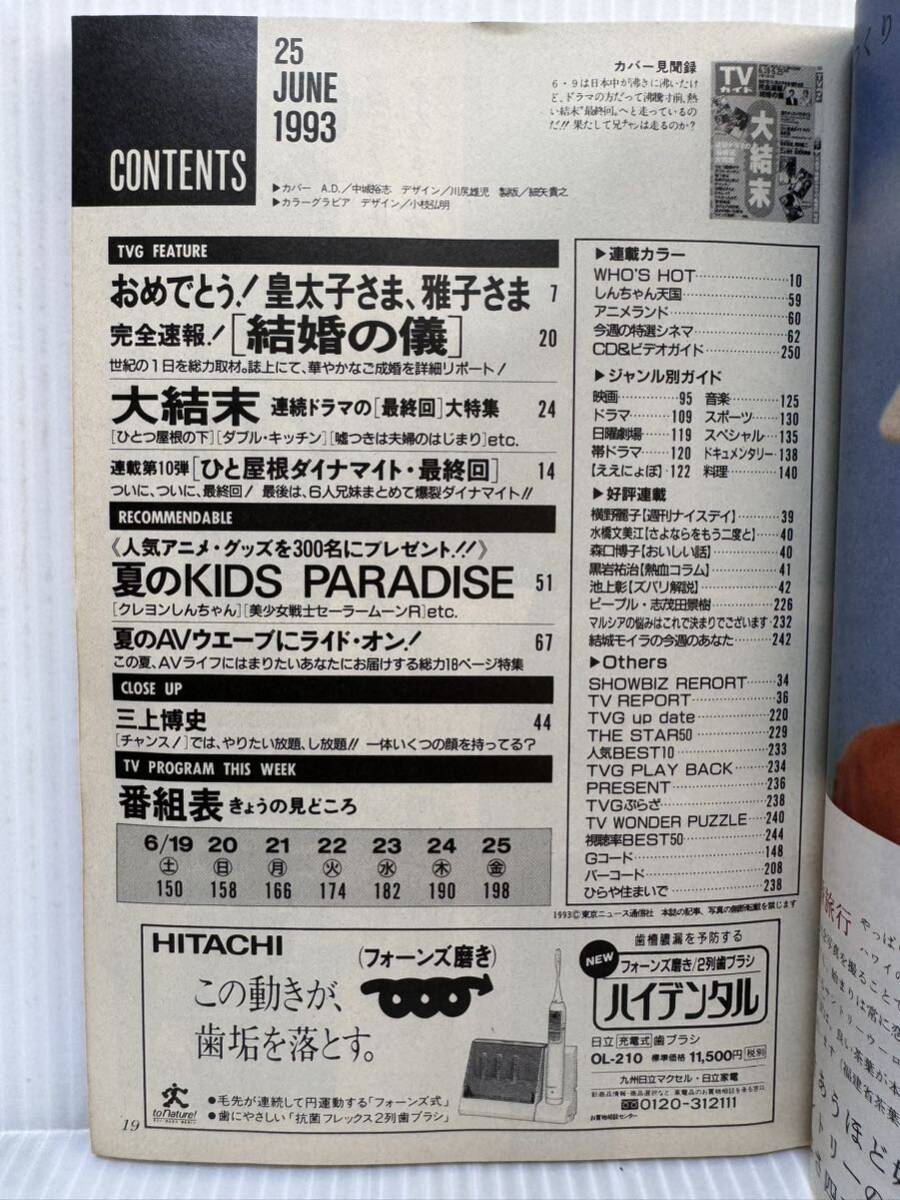 25
JUNE
1993
CONTENTS
カバー見聞録
6・9は日本中が沸きに沸いたけ
ど、ドラマの方だって沸騰寸前。熱
い結末“最終回”へと走っているの
だ!! 果たして兄チャンは走るのか?
TV
ガイド
大結末
▶カバー A.D./中城裕志 デザイン/川尻雄児 製版/細矢貴之
▶カラーグラビア デザイン/小枝弘明
TVG FEATURE
おめでとう! 皇太子さま、雅子さま 7
完全速報! [結婚の儀] 20
世紀の1日を総力取材。誌上にて、華やかなご成婚を詳細リポート!
大結末 連続ドラマの[最終回]大特集 24
[ひとつ屋根の下][ダブル・キッチン][嘘つきは夫婦のはじまり]etc.
連載第10弾[ひと屋根ダイナマイト・最終回] 14
ついに、ついに、最終回! 最後は、6人兄妹まとめて爆裂ダイナマイト!!
RECOMMENDABLE
《人気アニメ・グッズを300名にプレゼント!!》
夏のKIDS PARADISE 51
[クレヨンしんちゃん][美少女戦士セーラームーンR]etc.
夏のAVウエーブにライド・オン! 67
この夏、AVライフにはまりたいあなたにお届けする総力18ページ特集
CLOSE UP
三上博史 44
[チャンス!]では、やりたい放題、し放題!! 一体いくつの顔を持ってる?
TV PROGRAM THIS WEEK
番組表 きょうの見どころ
6/19 20 21 22 23 24 25
土 日 月 火 水 木 金
150 158 166 174 182 190 198
▶連載カラー
WHO'S HOT 10
しんちゃん天国 59
アニメランド 60
今週の特選シネマ 62
CD&ビデオガイド 250
▶ジャンル別ガイド
映画 95 音楽 125
ドラマ 109 スポーツ 130
日曜劇場 119 スペシャル 135
帯ドラマ 120 ドキュメンタリー 138
[ええにょぼ] 122 料理 140
▶好評連載
横野麗子[週刊ナイスデイ] 39
水橋文美江[さよならをもう二度と] 40
森口博子[おいしい話] 40
黒岩祐治[熱血コラム] 41
池上彰[ズバリ解説] 42
ピープル・志茂田景樹 226
マルシアの悩みはこれで決まりでございます 232
結城モイラの今週のあなた 242
▶Others
SHOWBIZ RERORT 34
TV REPORT 36
TVG up date 220
THE STAR50 229
人気BEST10 233
TVG PLAY BACK 234
PRESENT 236
TVGぷらざ 238
TV WONDER PUZZLE 240
視聴率BEST50 244
Gコード 148
バーコード 208
ひらや住まいで 238
1993©東京ニュース通信社 本誌の記事、写真の無断転載を禁じます
HITACHI
(フォーンズ磨き)
この動きが、
歯垢を落とす。
to nature!
●毛先が連続して円運動する「フォーンズ式」
●歯にやさしい「抗菌フレックス2列歯ブラシ」
歯槽膿漏を予防する
NEW
フォーンズ磨き/2列歯ブラシ
ハイデンタル
日立 充電式 歯ブラシ
OL-210 標準価格 11,500円 税別
九州日立マクセル・日立家電
0120-312111
お買物相談センター
19